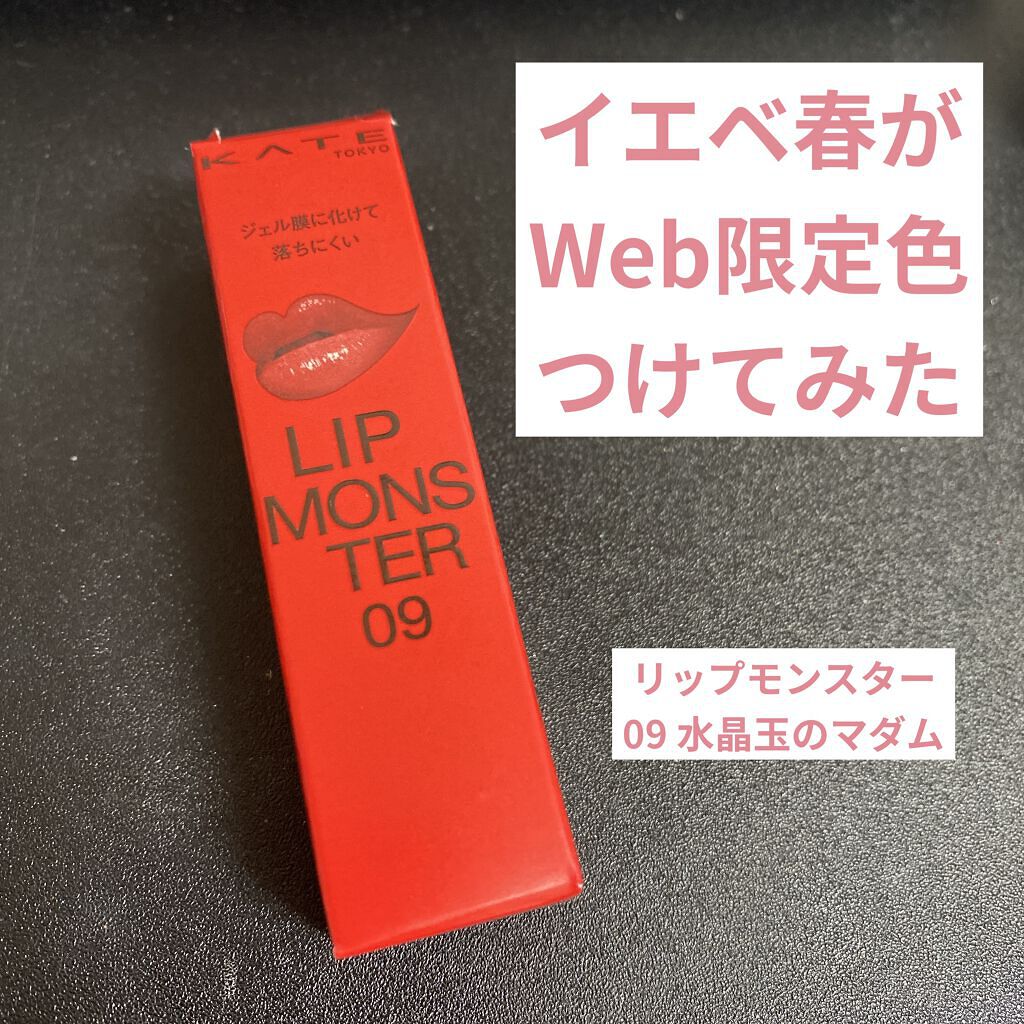 KATE
TOKYO
ジェル膜に化けて
落ちにくい
LIP
MONS
TER
09
イエベ春が
Web限定色
つけてみた
リップモンスター
09 水晶玉のマダム